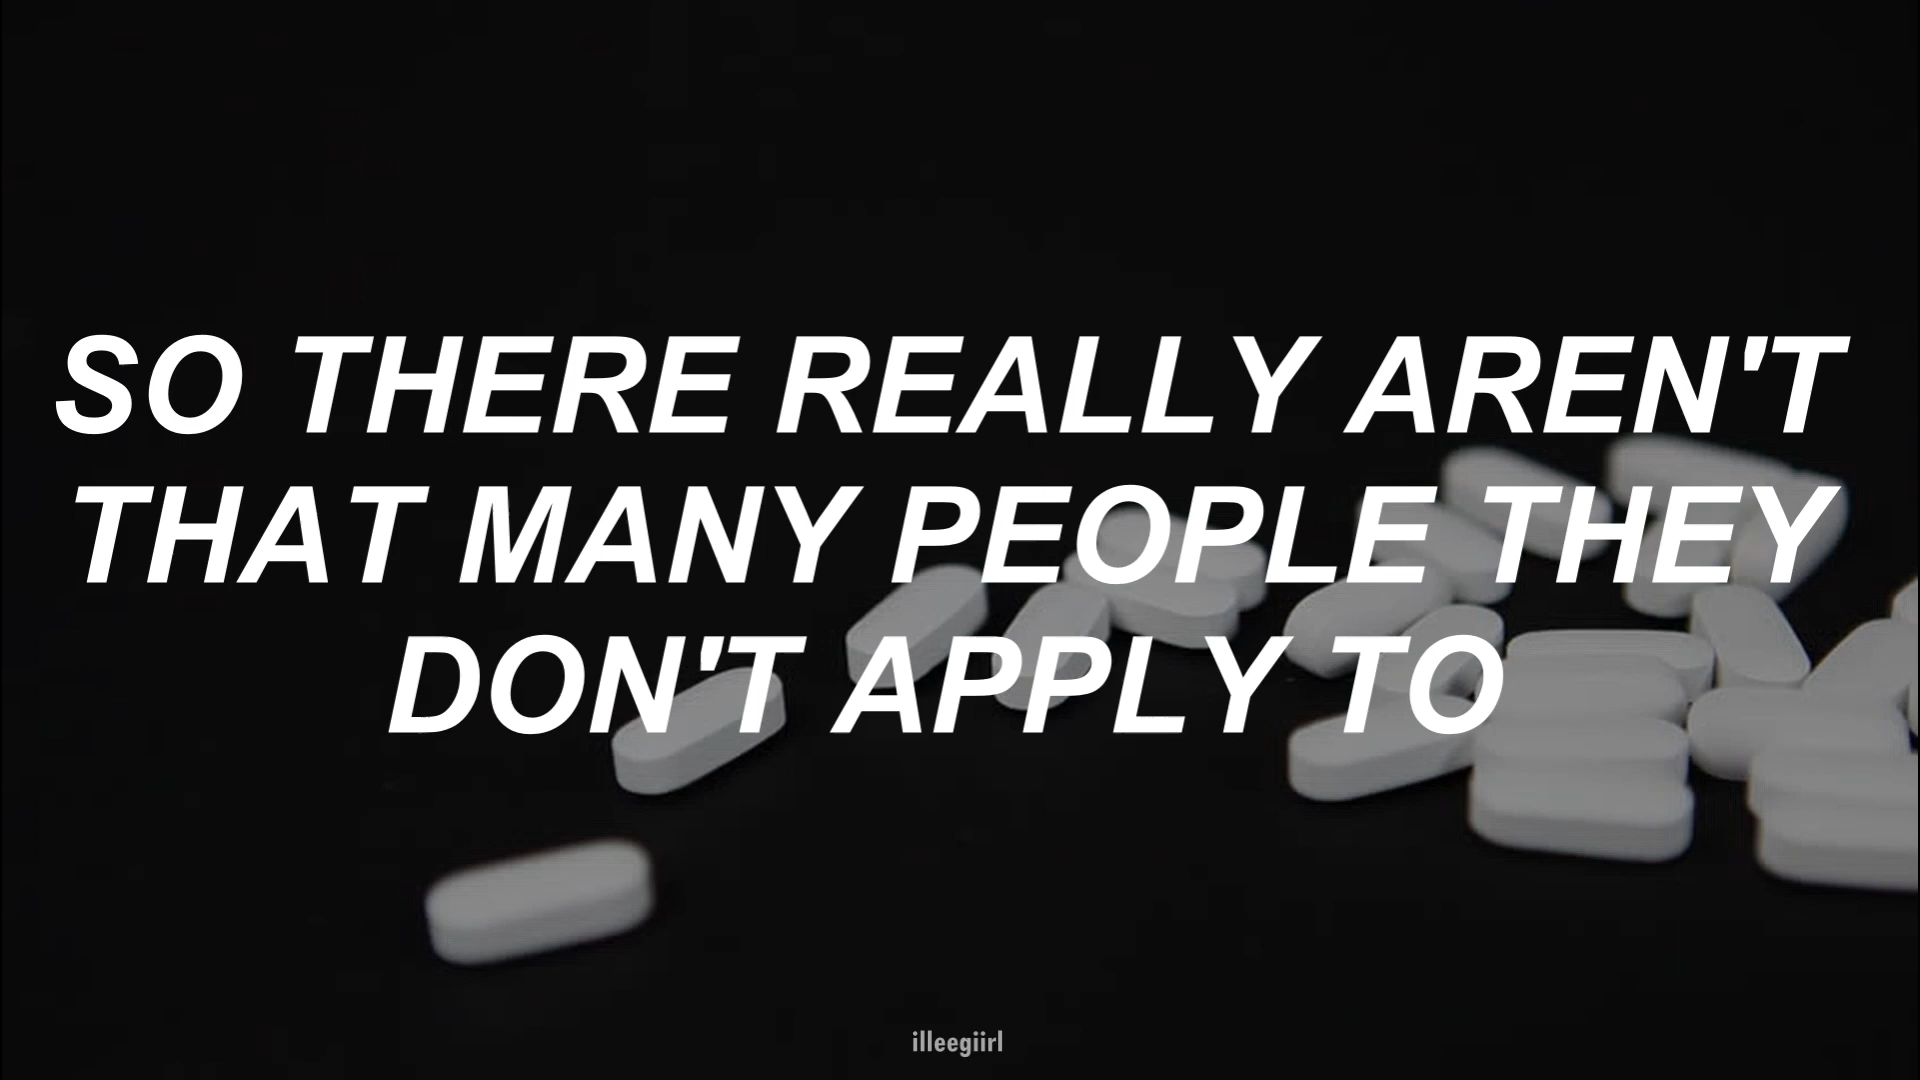 SO THERE REALLY AREN'T
THAT MANY PEOPLE THEY
DON'T APPLY TO
illeegiirl